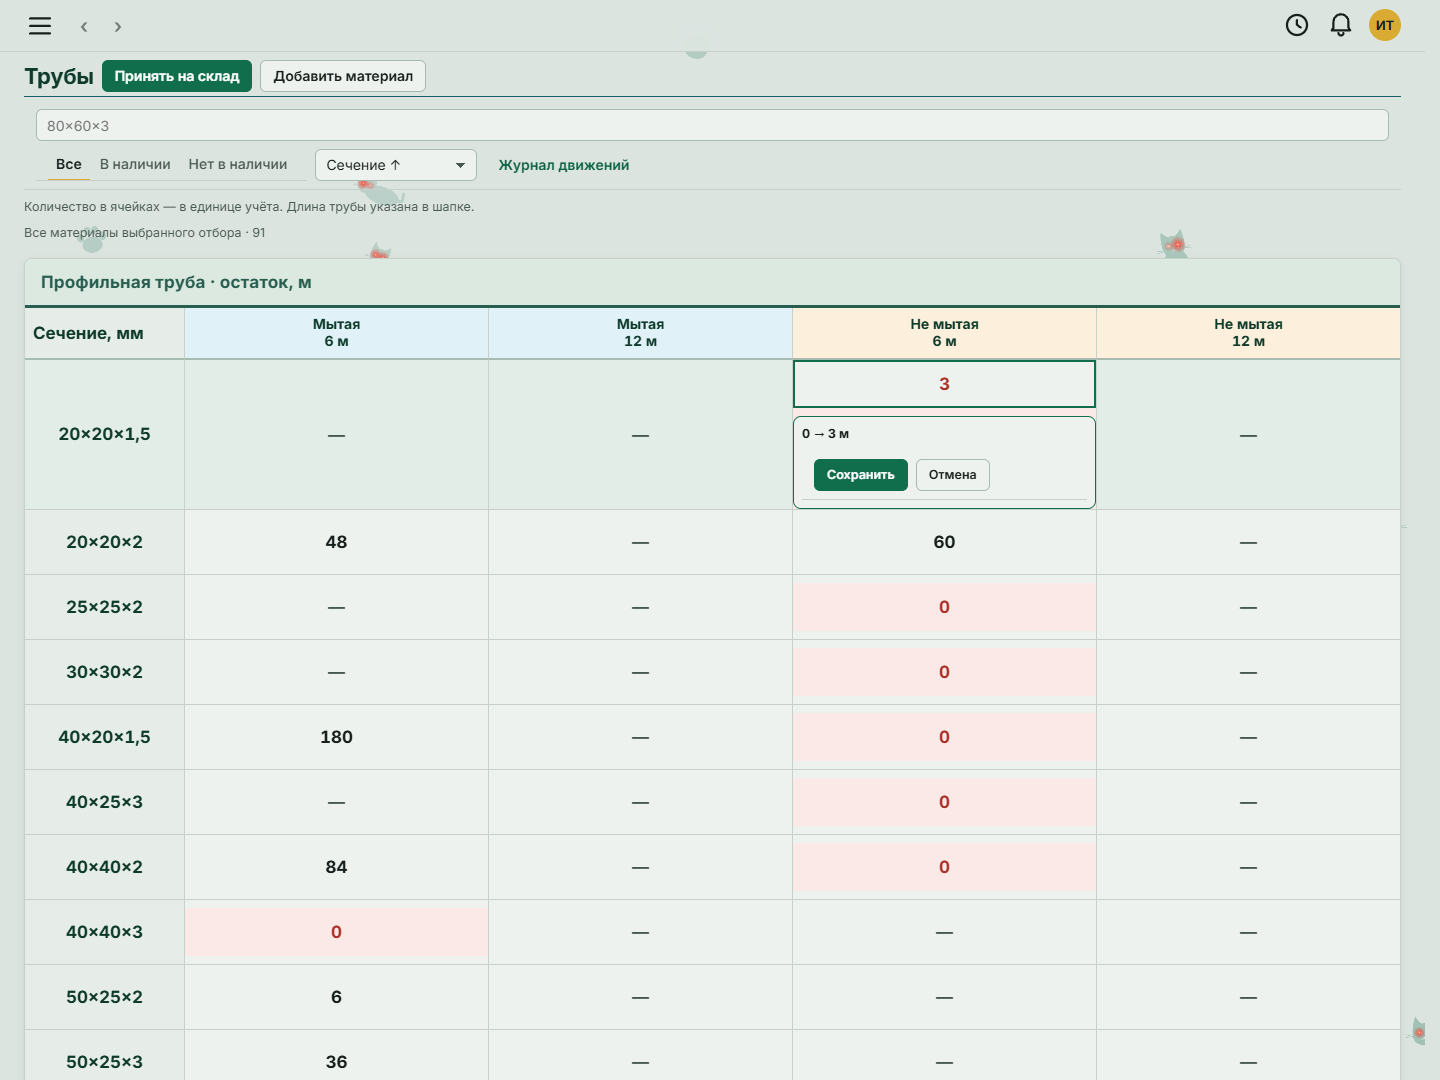 ‹ ›
ИТ
Трубы
Принять на склад
Добавить материал
80×60×3
Все
В наличии
Нет в наличии
Сечение ↑
Журнал движений
Количество в ячейках — в единице учёта. Длина трубы указана в шапке.
Все материалы выбранного отбора · 91
Профильная труба · остаток, м
Сечение, мм
Мытая
6 м
Мытая
12 м
Не мытая
6 м
Не мытая
12 м
20×20×1,5 — — 3 —
0 → 3 м
Сохранить
Отмена
20×20×2 48 — 60 —
25×25×2 — — 0 —
30×30×2 — — 0 —
40×20×1,5 180 — 0 —
40×25×3 — — 0 —
40×40×2 84 — 0 —
40×40×3 0 — — —
50×25×2 6 — — —
50×25×3 36 — — —